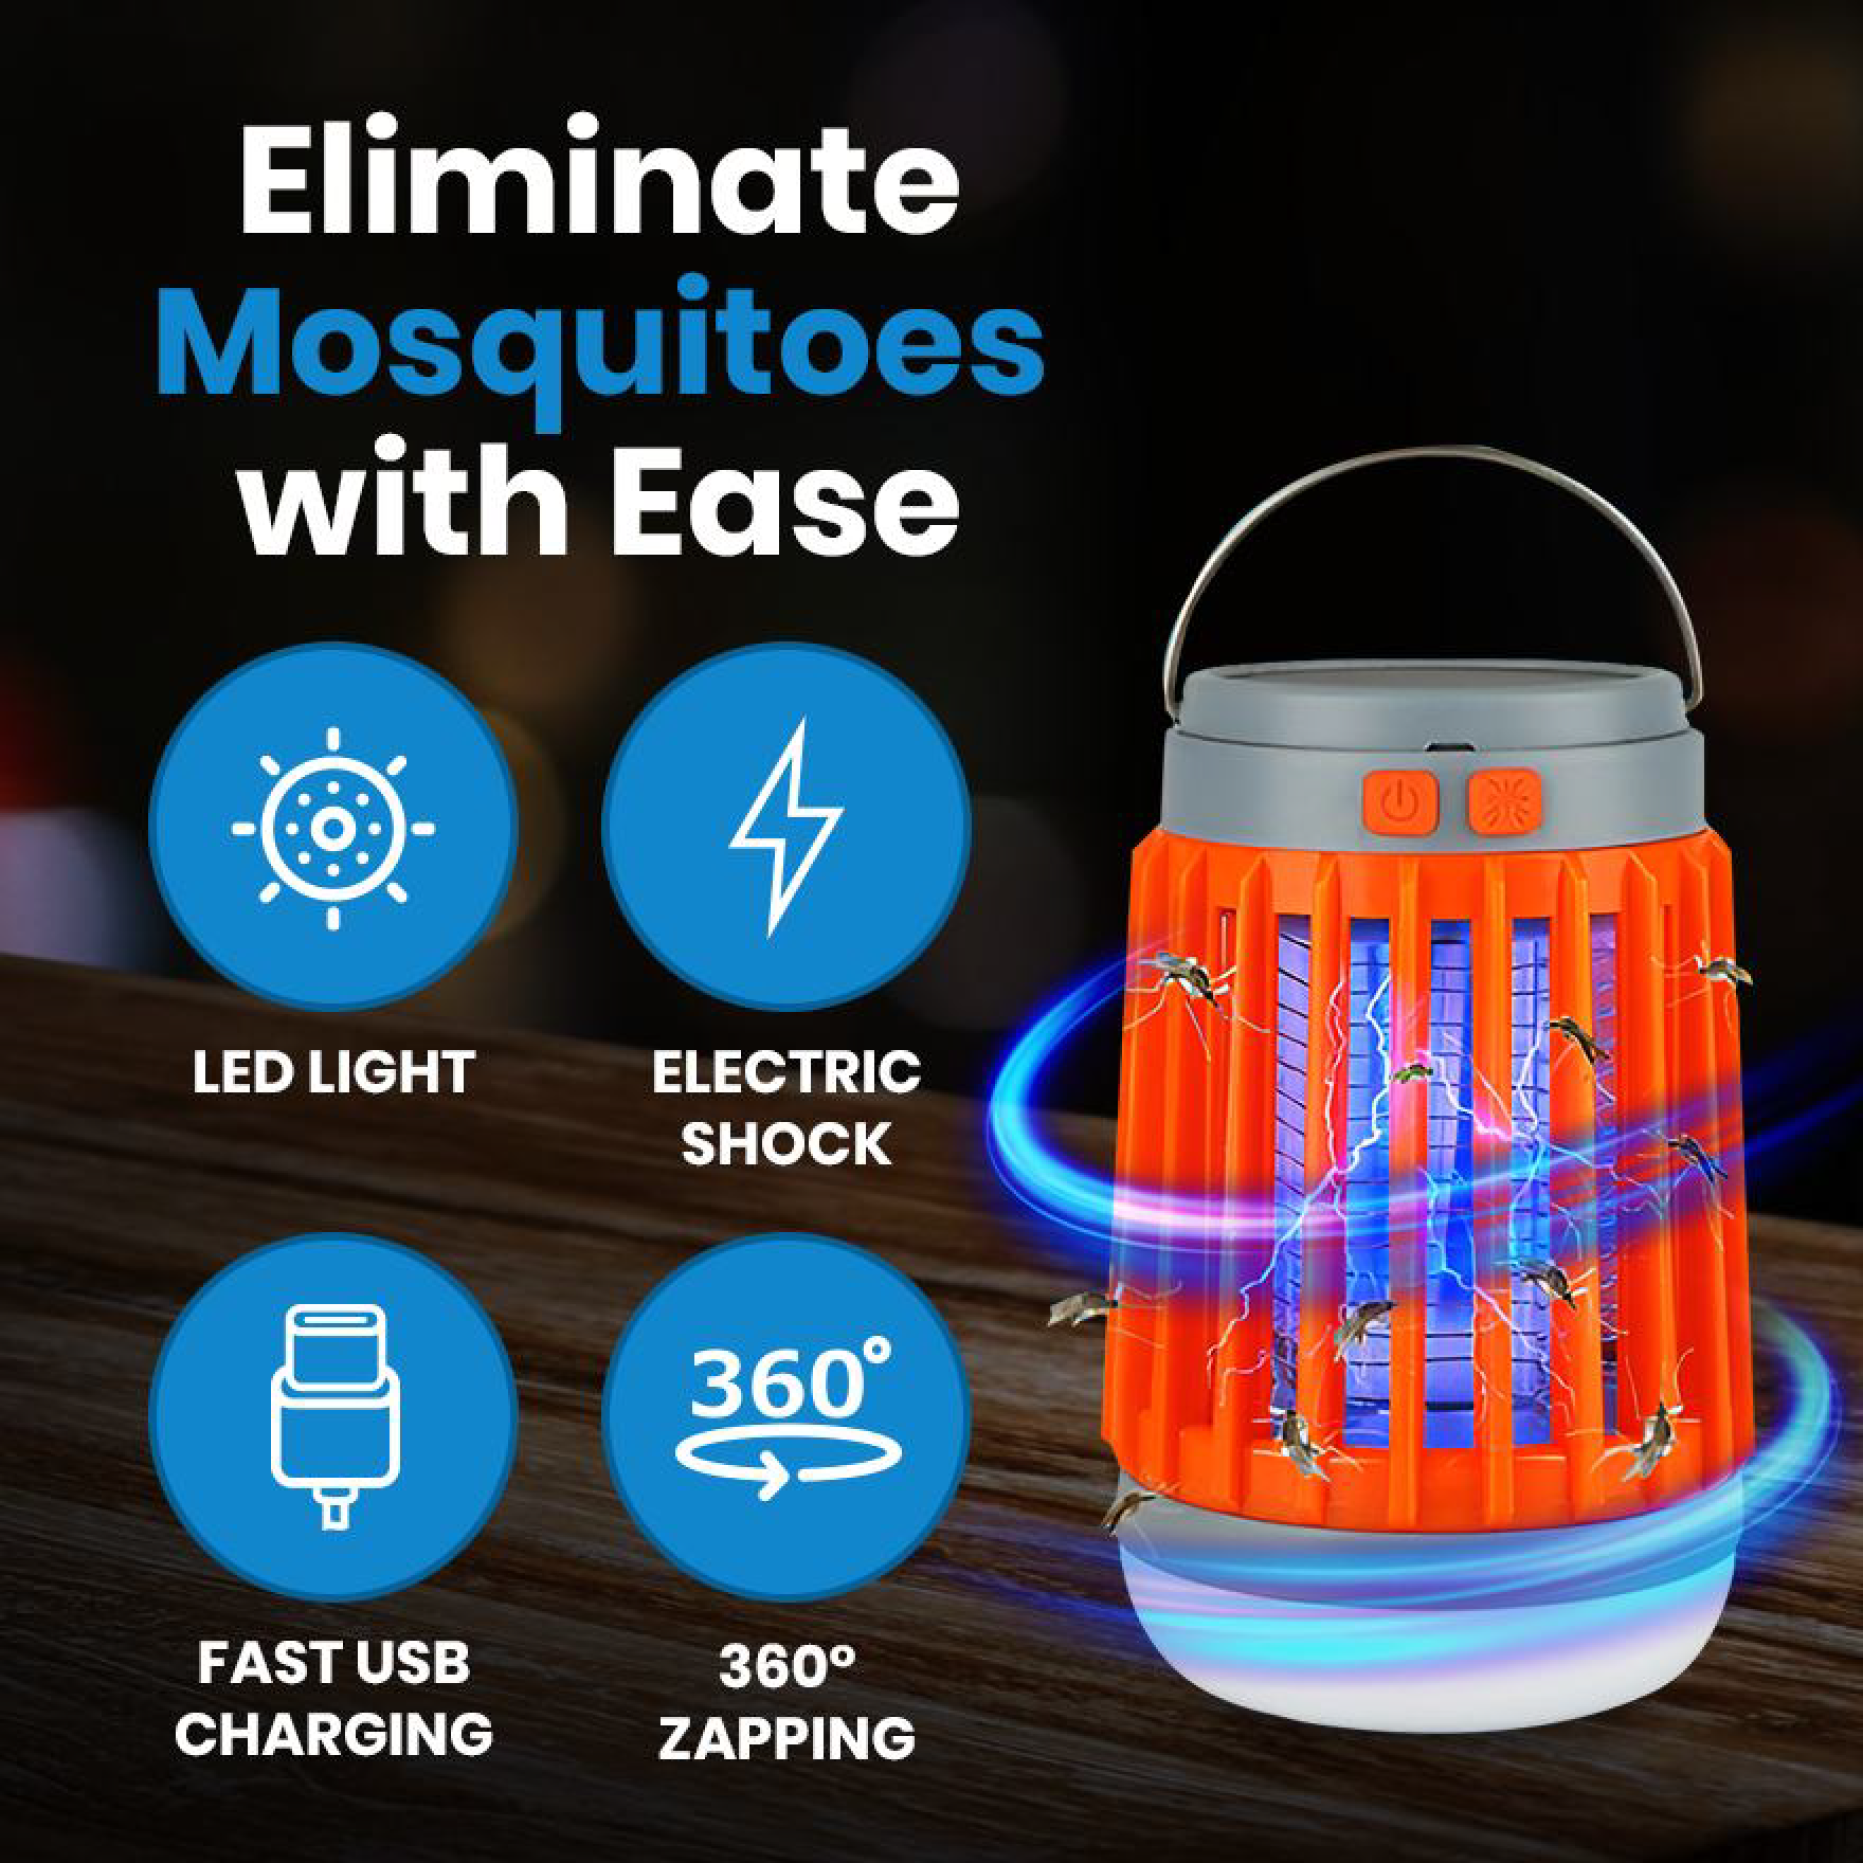 Eliminate
Mosquitoes
with Ease
LED LIGHT
ELECTRIC
SHOCK
360°
FAST USB
CHARGING
360°
ZAPPING